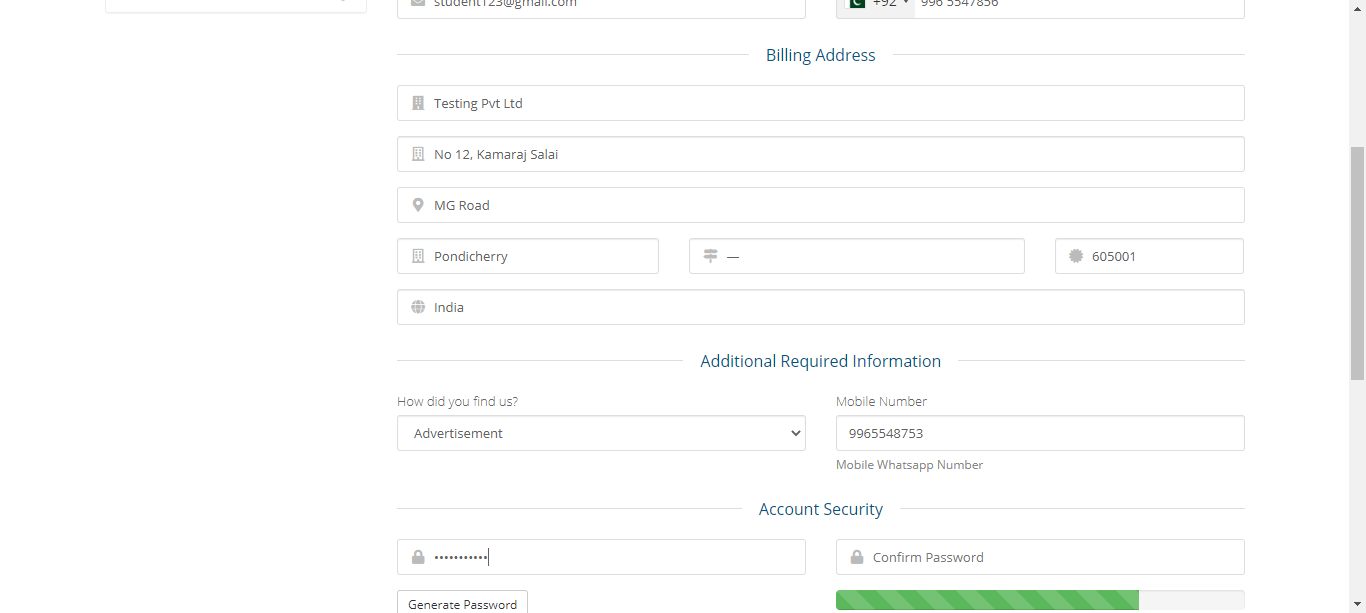 student123@gmail.com
+92 996 5547856
Billing Address
Testing Pvt Ltd
No 12, Kamaraj Salai
MG Road
Pondicherry — 605001
India
Additional Required Information
How did you find us? Mobile Number
Advertisement 9965548753
Mobile Whatsapp Number
Account Security
••••••••••• Confirm Password
Generate Password